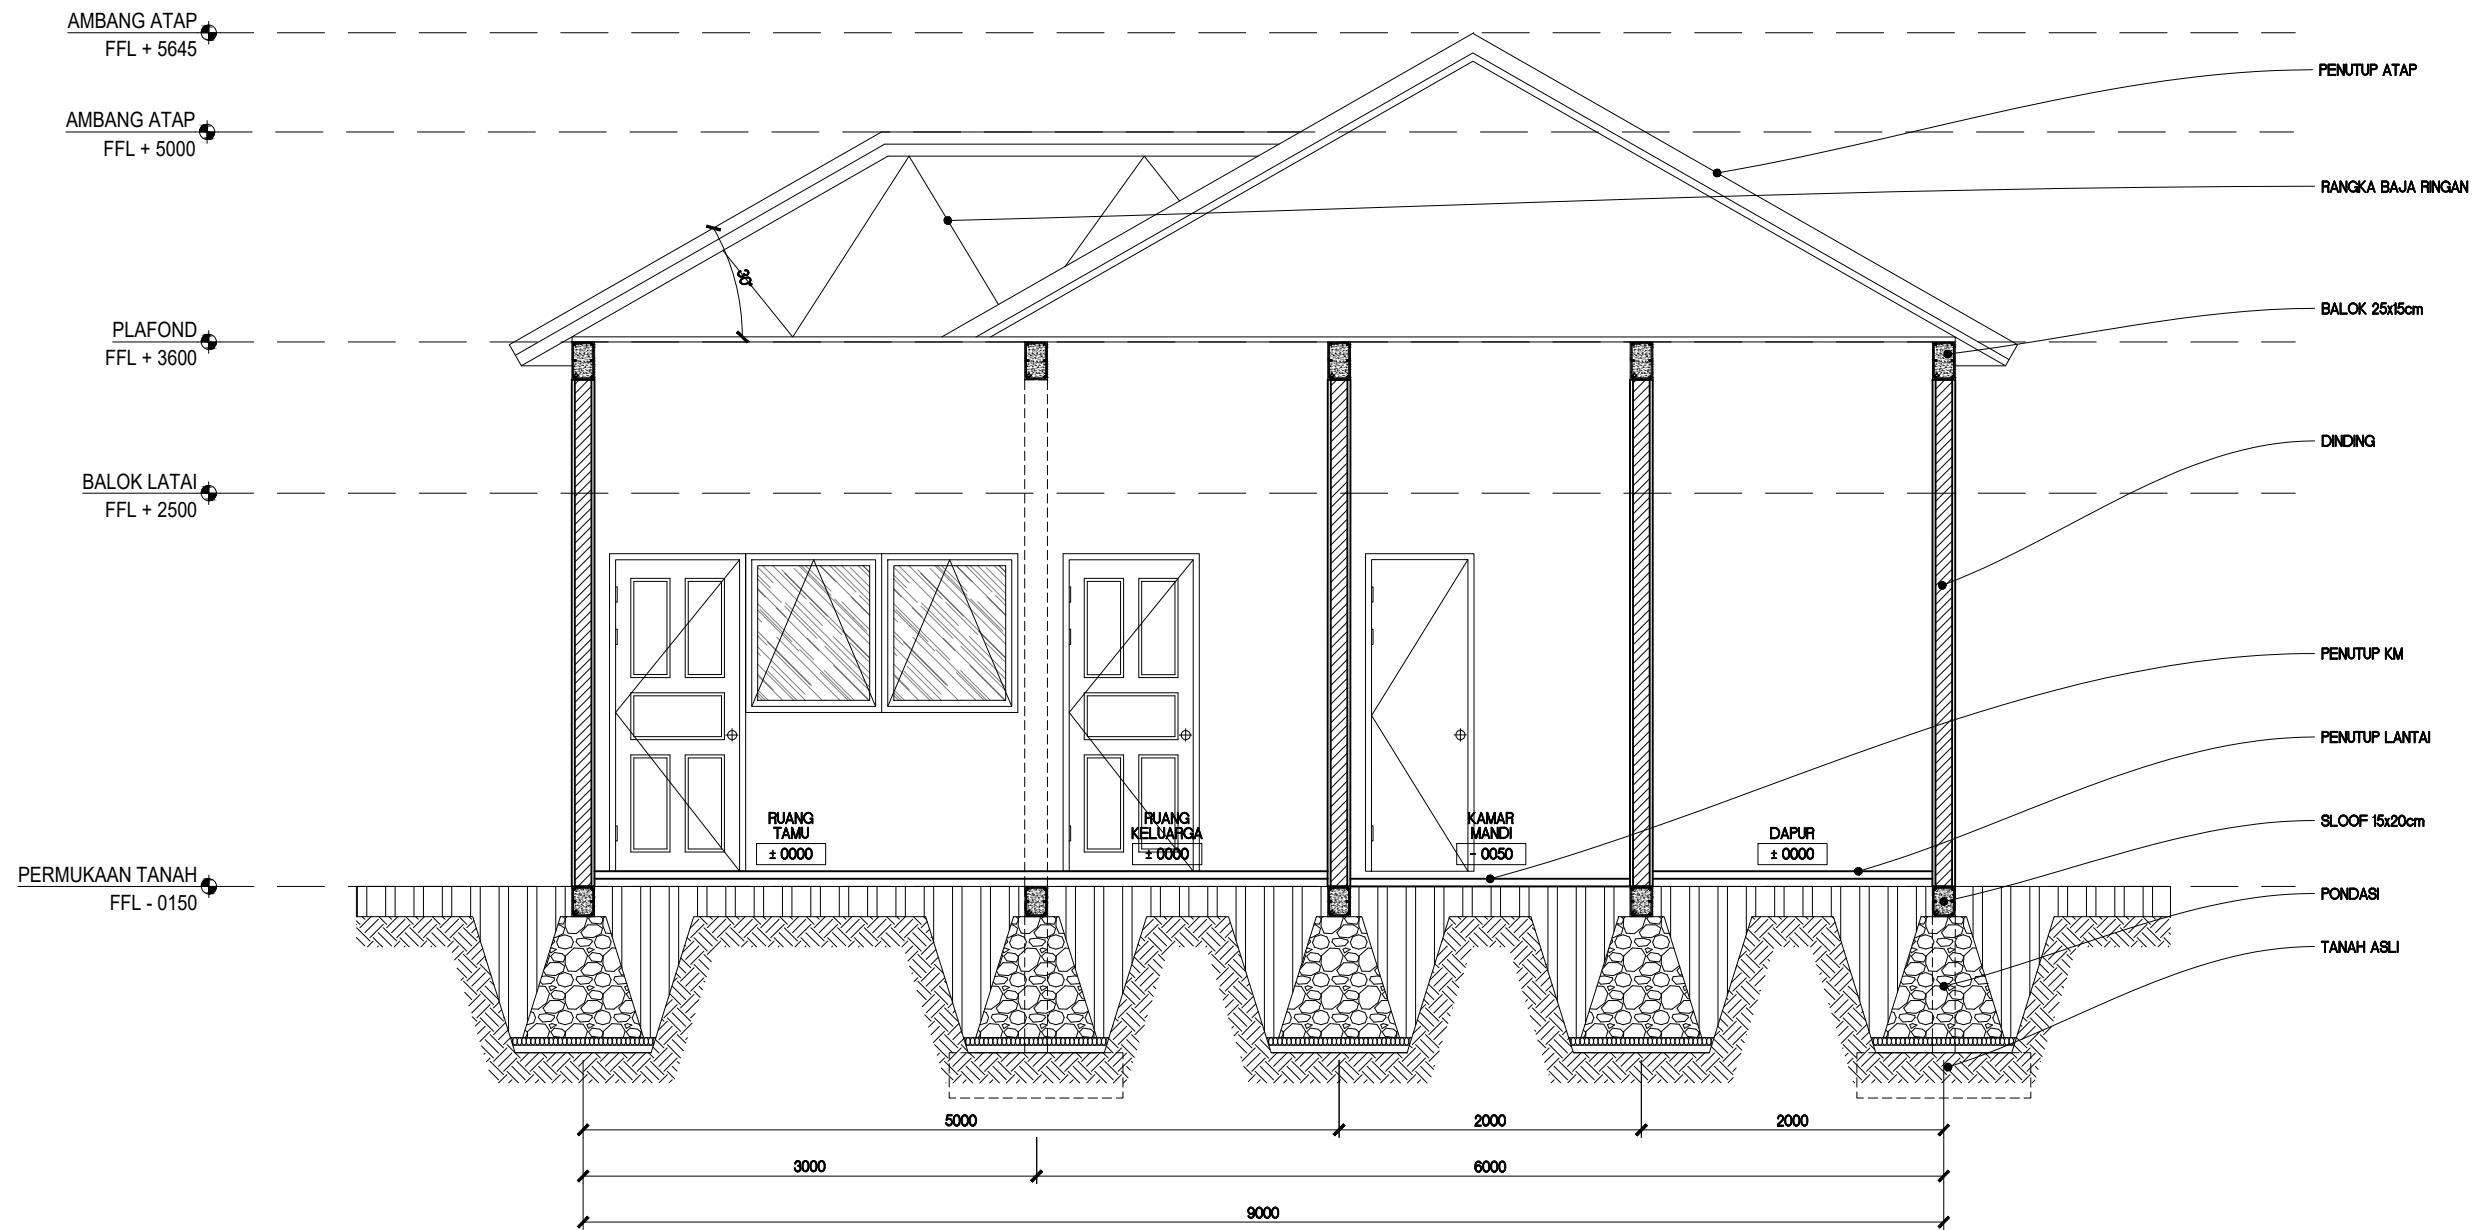 AMBANG ATAP
FFL + 5645
AMBANG ATAP
FFL + 5000
PLAFOND
FFL + 3600
BALOK LATAI
FFL + 2500
PERMUKAAN TANAH
FFL - 0150
30°
PENUTUP ATAP
RANGKA BAJA RINGAN
BALOK 25x15cm
DINDING
PENUTUP KM
PENUTUP LANTAI
SLOOF 15x20cm
PONDASI
TANAH ASLI
RUANG
TAMU
± 0000
RUANG
KELUARGA
± 0000
KAMAR
MANDI
- 0050
DAPUR
± 0000
5000
2000
2000
3000
6000
9000